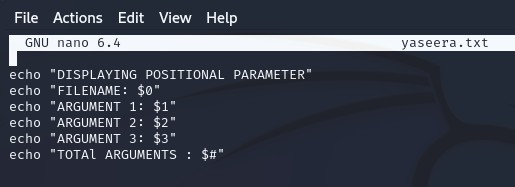 File Actions Edit View Help
GNU nano 6.4 yaseera.txt
echo "DISPLAYING POSITIONAL PARAMETER"
echo "FILENAME: $0"
echo "ARGUMENT 1: $1"
echo "ARGUMENT 2: $2"
echo "ARGUMENT 3: $3"
echo "TOTAl ARGUMENTS : $#"